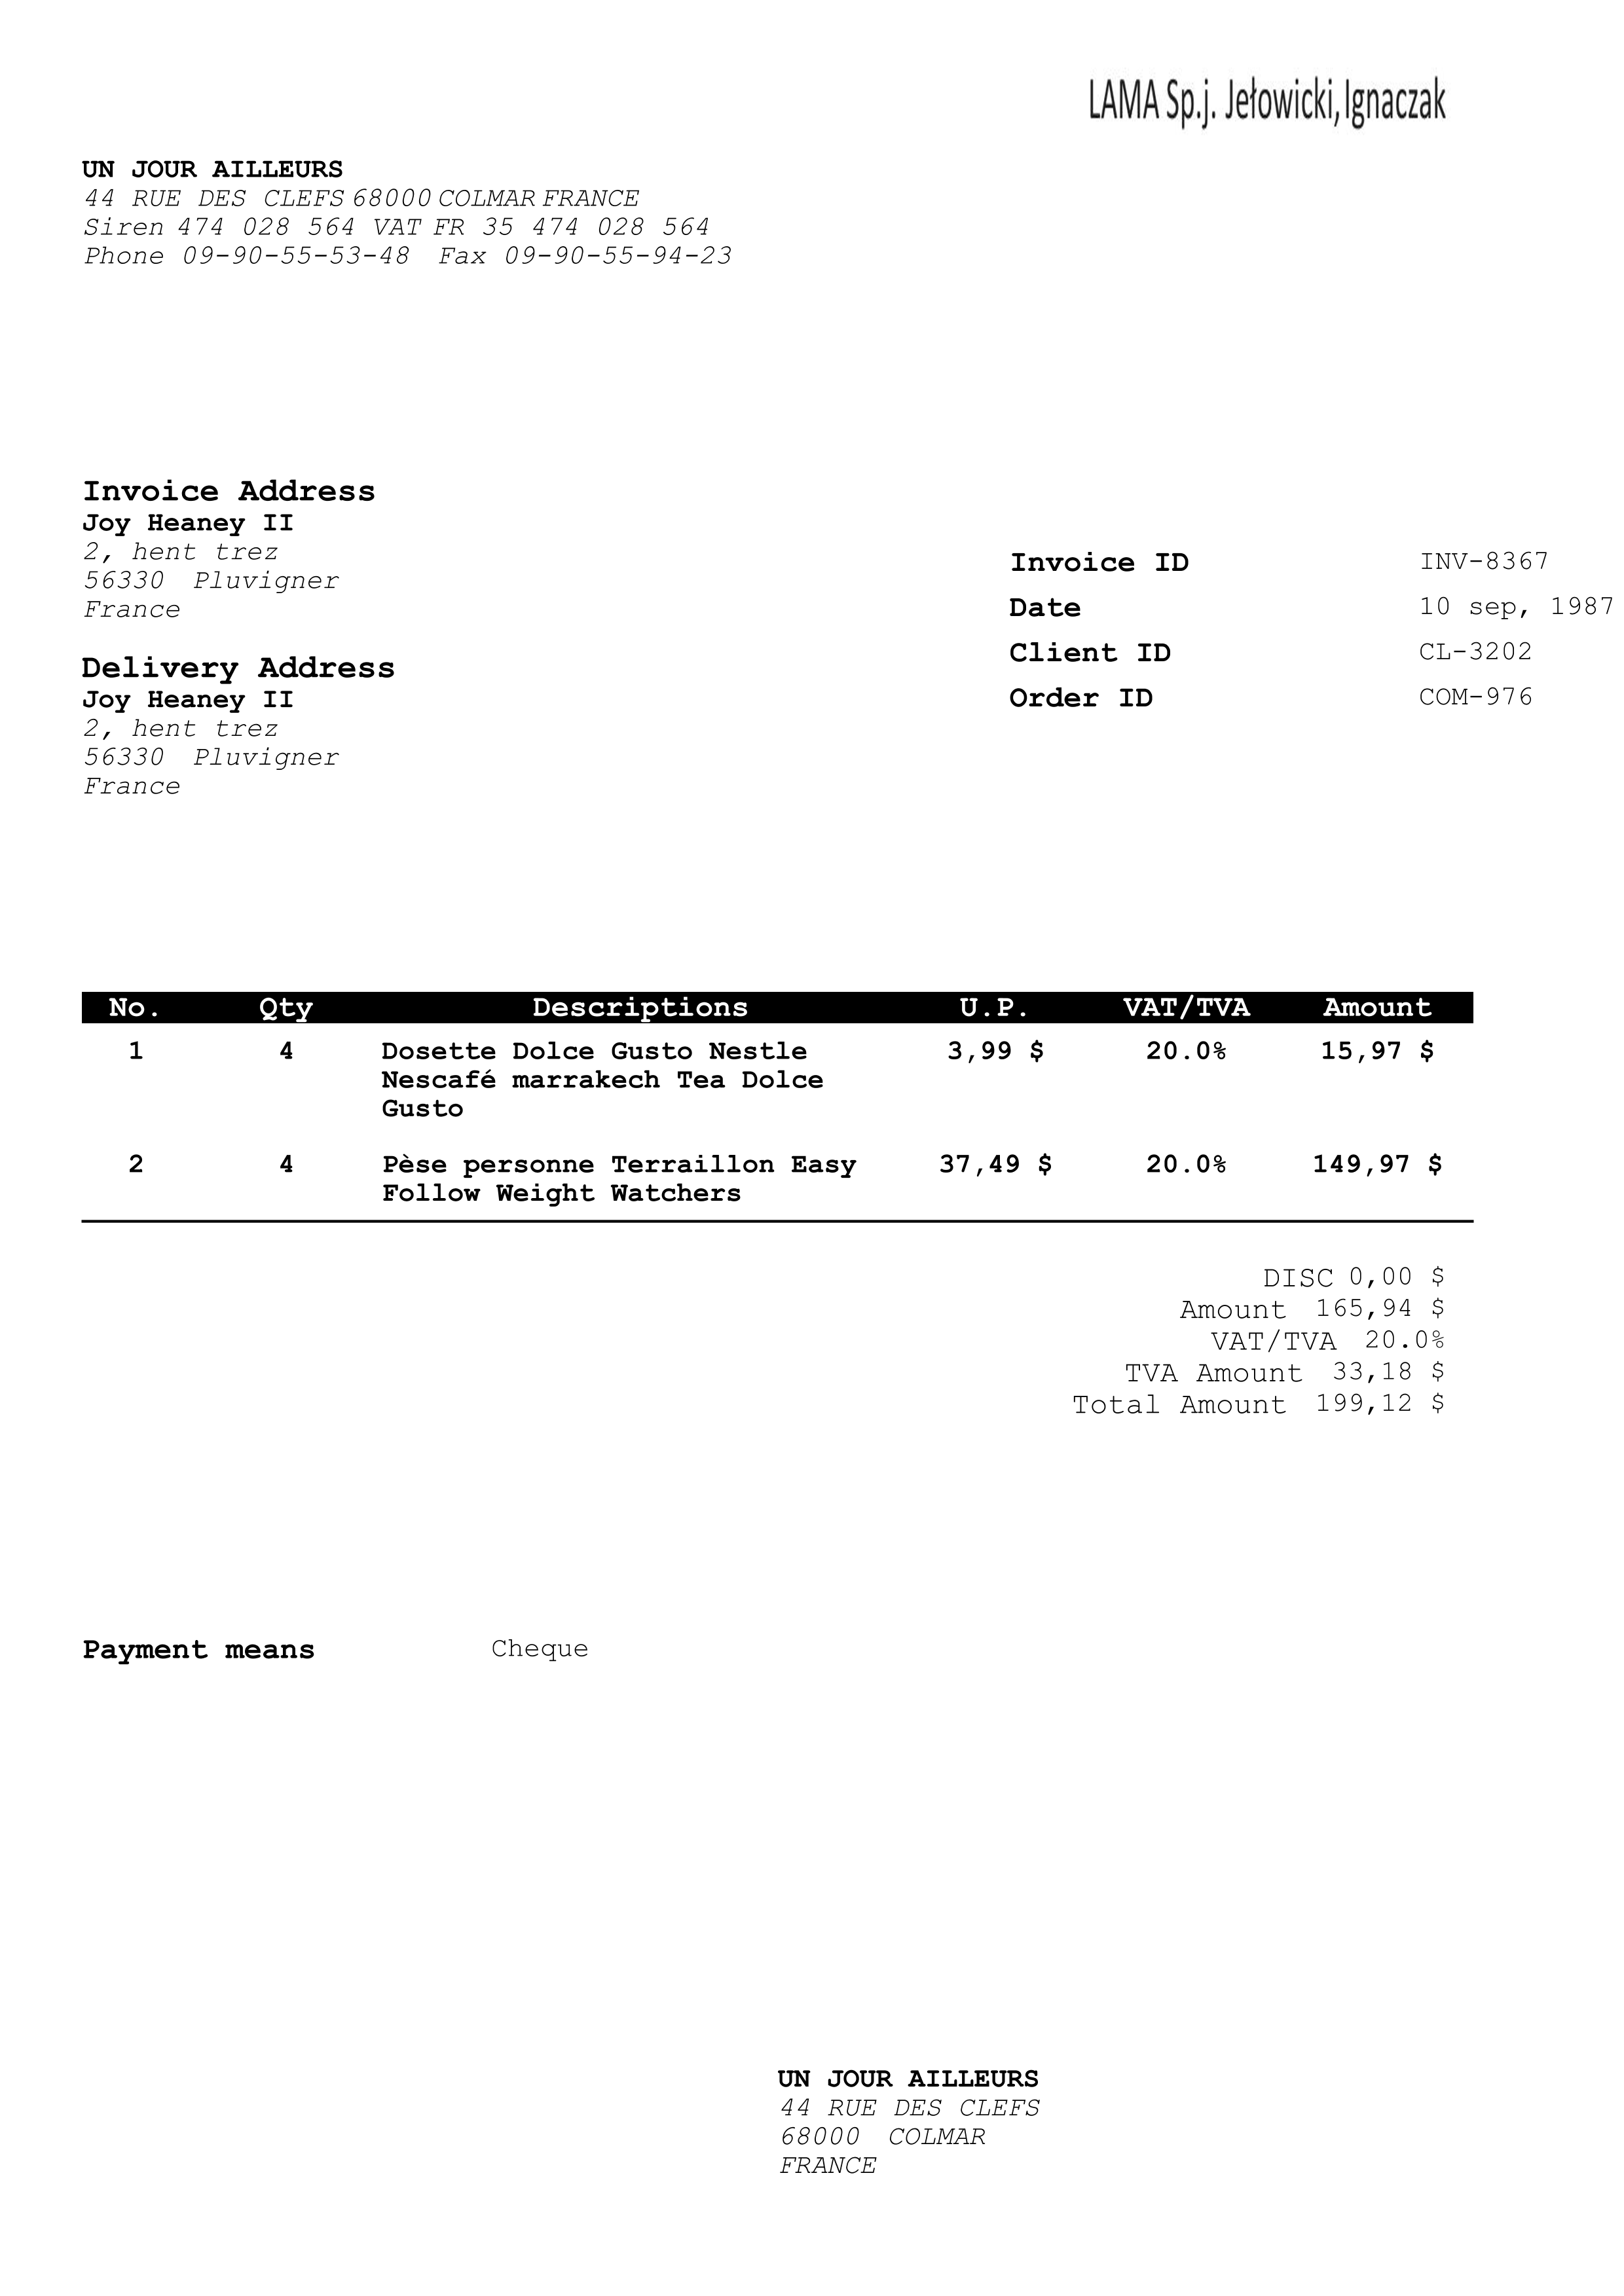 LAMA Sp.j. Jełowicki, Ignaczak
UN JOUR AILLEURS
44 RUE DES CLEFS 68000 COLMAR FRANCE
Siren 474 028 564 VAT FR 35 474 028 564
Phone 09-90-55-53-48 Fax 09-90-55-94-23
Invoice Address
Joy Heaney II
2, hent trez
56330 Pluvigner
France
Invoice ID INV-8367
Date 10 sep, 1987
Client ID CL-3202
Order ID COM-976
Delivery Address
Joy Heaney II
2, hent trez
56330 Pluvigner
France
No. Qty Descriptions U.P. VAT/TVA Amount
1 4 Dosette Dolce Gusto Nestle 3,99 $ 20.0% 15,97 $
Nescafé marrakech Tea Dolce
Gusto
2 4 Pèse personne Terraillon Easy 37,49 $ 20.0% 149,97 $
Follow Weight Watchers
DISC 0,00 $
Amount 165,94 $
VAT/TVA 20.0%
TVA Amount 33,18 $
Total Amount 199,12 $
Payment means Cheque
UN JOUR AILLEURS
44 RUE DES CLEFS
68000 COLMAR
FRANCE